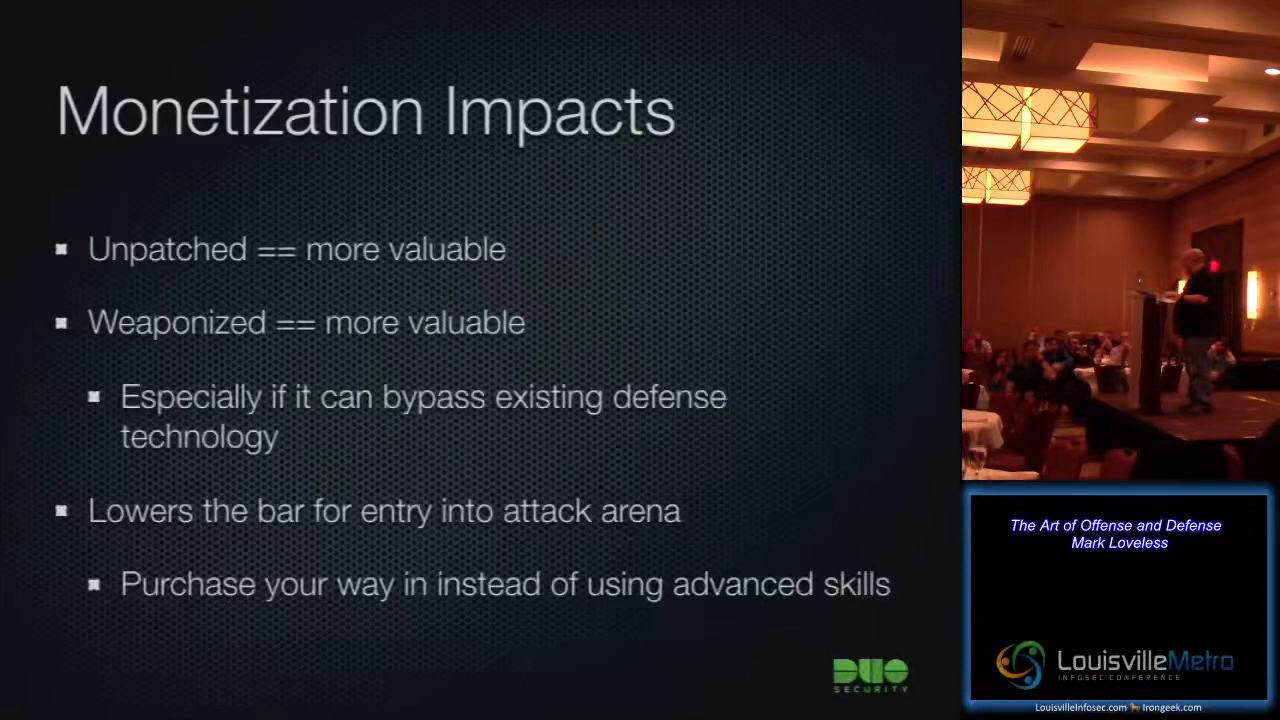 Monetization Impacts
Unpatched == more valuable
Weaponized == more valuable
Especially if it can bypass existing defense
technology
Lowers the bar for entry into attack arena
Purchase your way in instead of using advanced skills
DUO
SECURITY
The Art of Offense and Defense
Mark Loveless
LouisvilleMetro
INFOSEC CONFERENCE
LouisvilleInfosec.com Irongeek.com